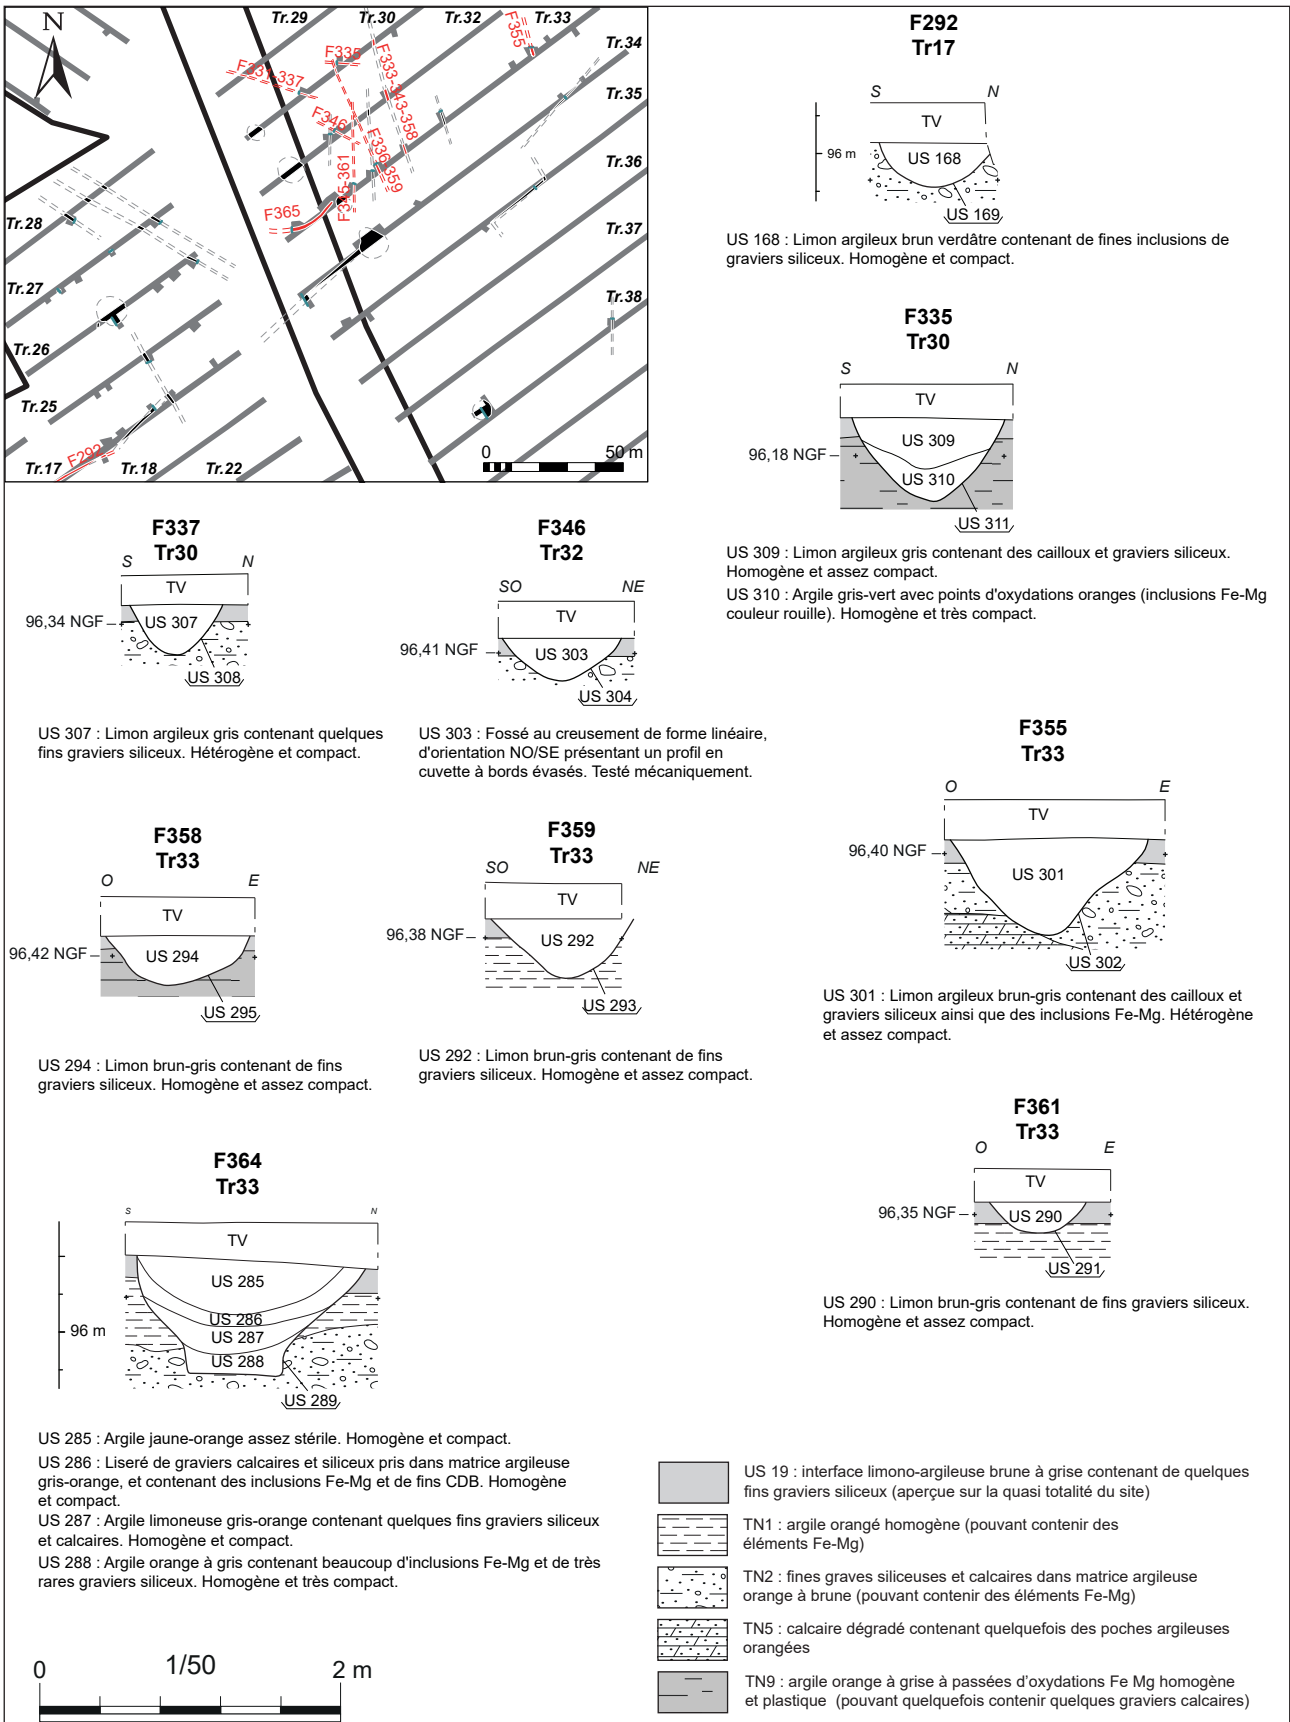 N
Tr.29
Tr.30
Tr.32
Tr.33
Tr.34
Tr.35
Tr.36
Tr.37
Tr.38
Tr.28
Tr.27
Tr.26
Tr.25
Tr.17
Tr.18
Tr.22
F355
F335
F331-337
F333-343-358
F346
F336-359
F345-361
F365
F292
0 50 m
F292
Tr17
S N
TV
96 m
US 168
US 169
US 168 : Limon argileux brun verdâtre contenant de fines inclusions de
graviers siliceux. Homogène et compact.
F335
Tr30
S N
TV
US 309
96,18 NGF
US 310
US 311
US 309 : Limon argileux gris contenant des cailloux et graviers siliceux.
Homogène et assez compact.
US 310 : Argile gris-vert avec points d'oxydations oranges (inclusions Fe-Mg
couleur rouille). Homogène et très compact.
F337
Tr30
S N
TV
96,34 NGF
US 307
US 308
US 307 : Limon argileux gris contenant quelques
fins graviers siliceux. Hétérogène et compact.
F346
Tr32
SO NE
TV
96,41 NGF
US 303
US 304
US 303 : Fossé au creusement de forme linéaire,
d'orientation NO/SE présentant un profil en
cuvette à bords évasés. Testé mécaniquement.
F355
Tr33
O E
TV
96,40 NGF
US 301
US 302
US 301 : Limon argileux brun-gris contenant des cailloux et
graviers siliceux ainsi que des inclusions Fe-Mg. Hétérogène
et assez compact.
F358
Tr33
O E
TV
96,42 NGF
US 294
US 295
US 294 : Limon brun-gris contenant de fins
graviers siliceux. Homogène et assez compact.
F359
Tr33
SO NE
TV
96,38 NGF
US 292
US 293
US 292 : Limon brun-gris contenant de fins
graviers siliceux. Homogène et assez compact.
F361
Tr33
O E
TV
96,35 NGF
US 290
US 291
US 290 : Limon brun-gris contenant de fins graviers siliceux.
Homogène et assez compact.
F364
Tr33
S N
TV
US 285
US 286
96 m
US 287
US 288
US 289
US 285 : Argile jaune-orange assez stérile. Homogène et compact.
US 286 : Liseré de graviers calcaires et siliceux pris dans matrice argileuse
gris-orange, et contenant des inclusions Fe-Mg et de fins CDB. Homogène
et compact.
US 287 : Argile limoneuse gris-orange contenant quelques fins graviers siliceux
et calcaires. Homogène et compact.
US 288 : Argile orange à gris contenant beaucoup d'inclusions Fe-Mg et de très
rares graviers siliceux. Homogène et très compact.
0 1/50 2 m
US 19 : interface limono-argileuse brune à grise contenant de quelques
fins graviers siliceux (aperçue sur la quasi totalité du site)
TN1 : argile orangé homogène (pouvant contenir des
éléments Fe-Mg)
TN2 : fines graves siliceuses et calcaires dans matrice argileuse
orange à brune (pouvant contenir des éléments Fe-Mg)
TN5 : calcaire dégradé contenant quelquefois des poches argileuses
orangées
TN9 : argile orange à grise à passées d’oxydations Fe Mg homogène
et plastique (pouvant quelquefois contenir quelques graviers calcaires)